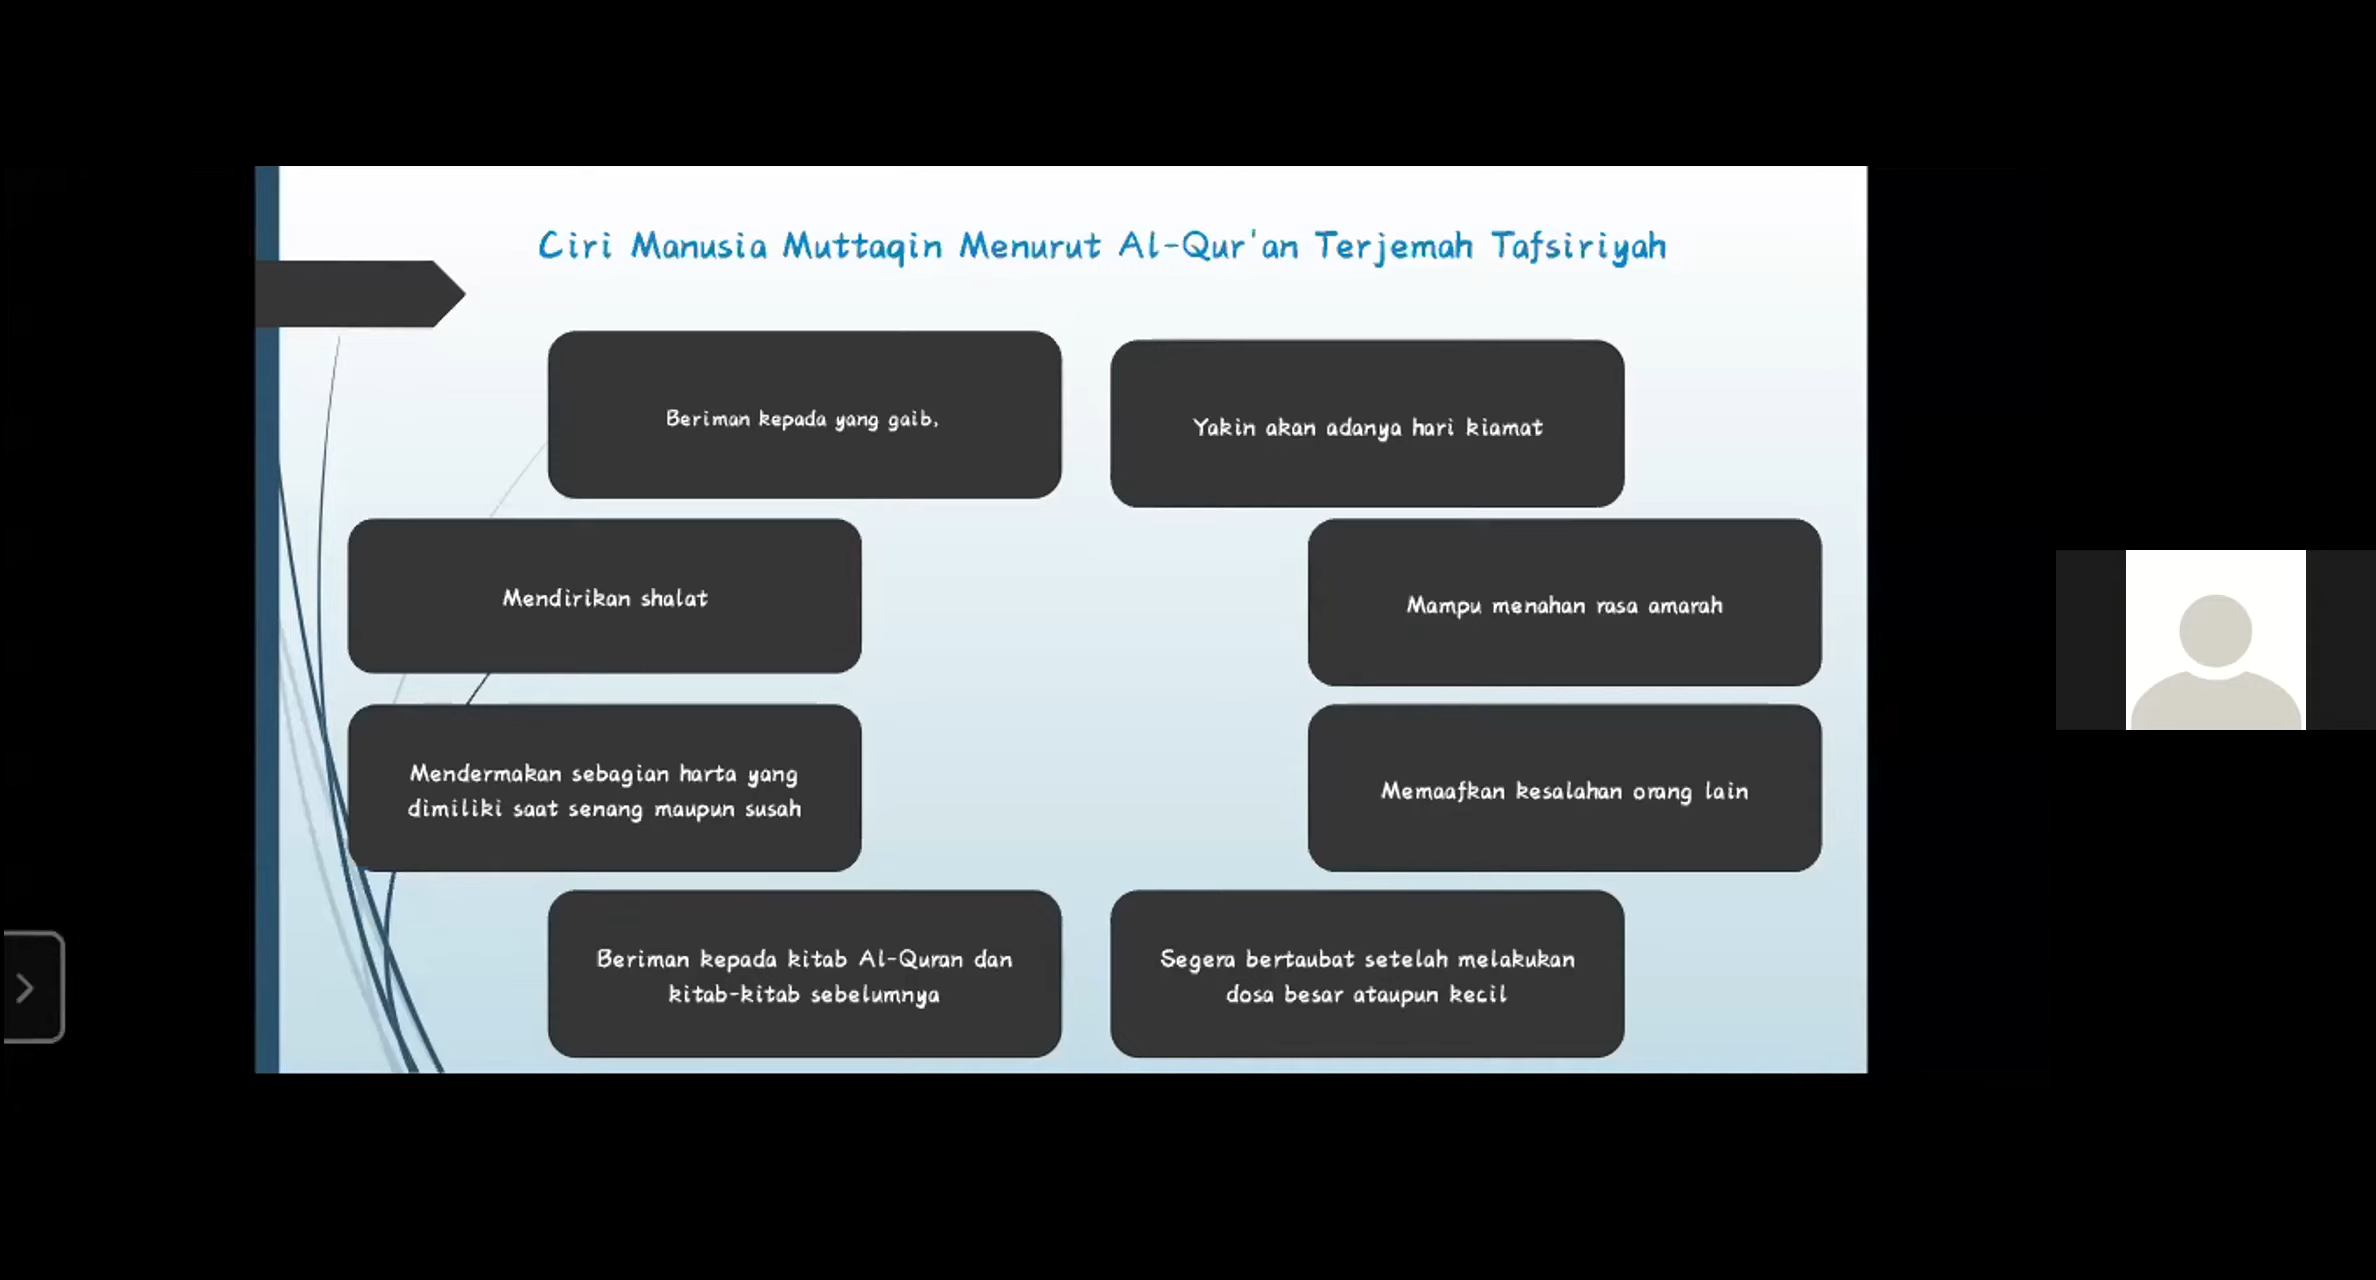 Ciri Manusia Muttaqin Menurut Al-Qur'an Terjemah Tafsiriyah
Beriman kepada yang gaib,
Yakin akan adanya hari kiamat
Mendirikan shalat
Mampu menahan rasa amarah
Mendermakan sebagian harta yang
dimiliki saat senang maupun susah
Memaafkan kesalahan orang lain
Beriman kepada kitab Al-Quran dan
kitab-kitab sebelumnya
Segera bertaubat setelah melakukan
dosa besar ataupun kecil